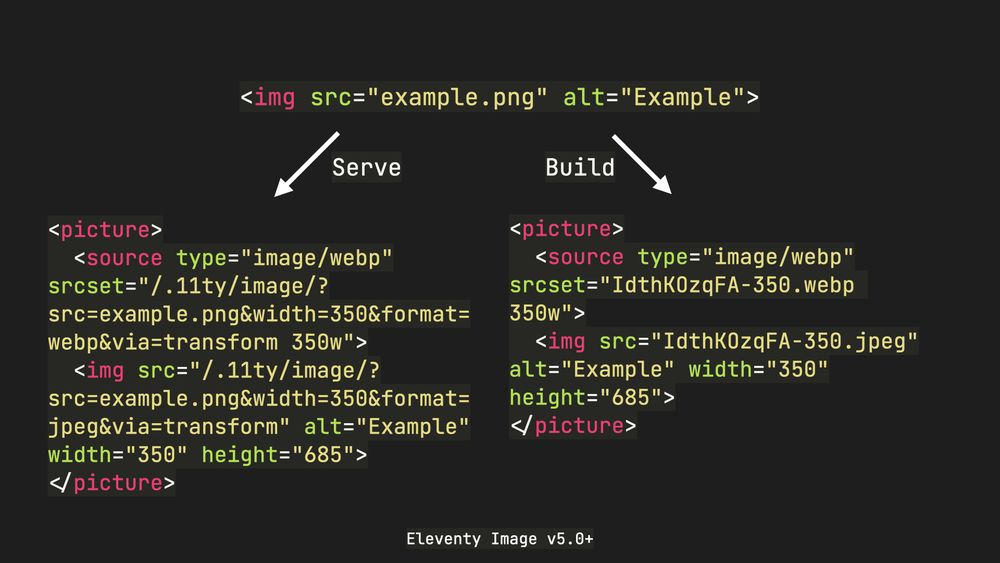 <img src="example.png" alt="Example">
Serve
Build
<picture>
<source type="image/webp"
srcset="/.11ty/image/?
src=example.png&width=350&format=
webp&via=transform 350w">
<img src="/.11ty/image/?
src=example.png&width=350&format=
jpeg&via=transform" alt="Example"
width="350" height="685">
</picture>
<picture>
<source type="image/webp"
srcset="IdthKOzqFA-350.webp
350w">
<img src="IdthKOzqFA-350.jpeg"
alt="Example" width="350"
height="685">
</picture>
Eleventy Image v5.0+